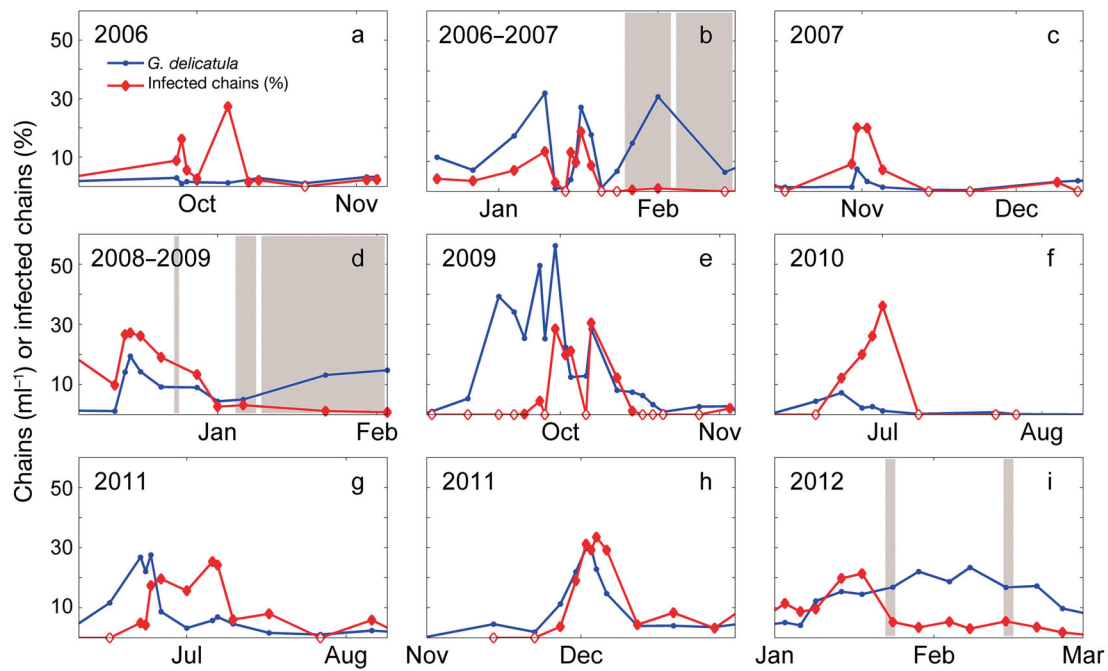 2006
a
G. delicatula
Infected chains (%)
50
30
10
Oct
Nov
2006–2007
b
Jan
Feb
2007
c
Nov
Dec
Chains (ml⁻¹) or infected chains (%)
2008–2009
d
50
30
10
Jan
Feb
2009
e
Oct
Nov
2010
f
Jul
Aug
2011
g
50
30
10
Jul
Aug
2011
h
Nov
Dec
2012
i
Jan
Feb
Mar